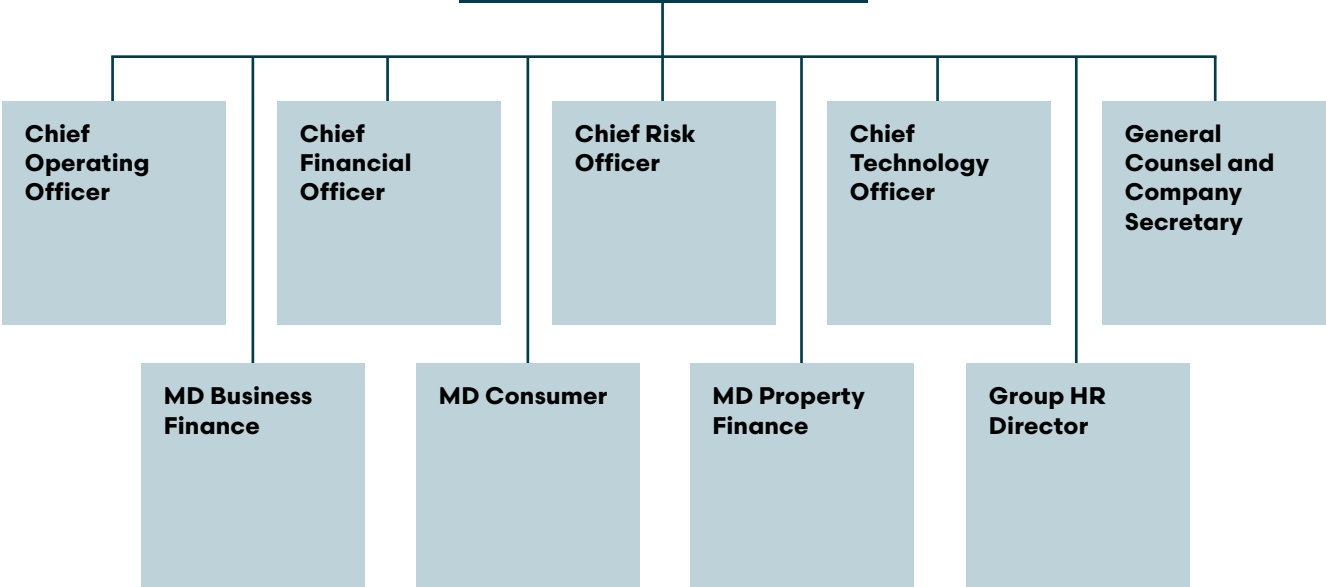 Chief
Operating
Officer
Chief
Financial
Officer
Chief Risk
Officer
Chief
Technology
Officer
General
Counsel and
Company
Secretary
MD Business
Finance
MD Consumer
MD Property
Finance
Group HR
Director